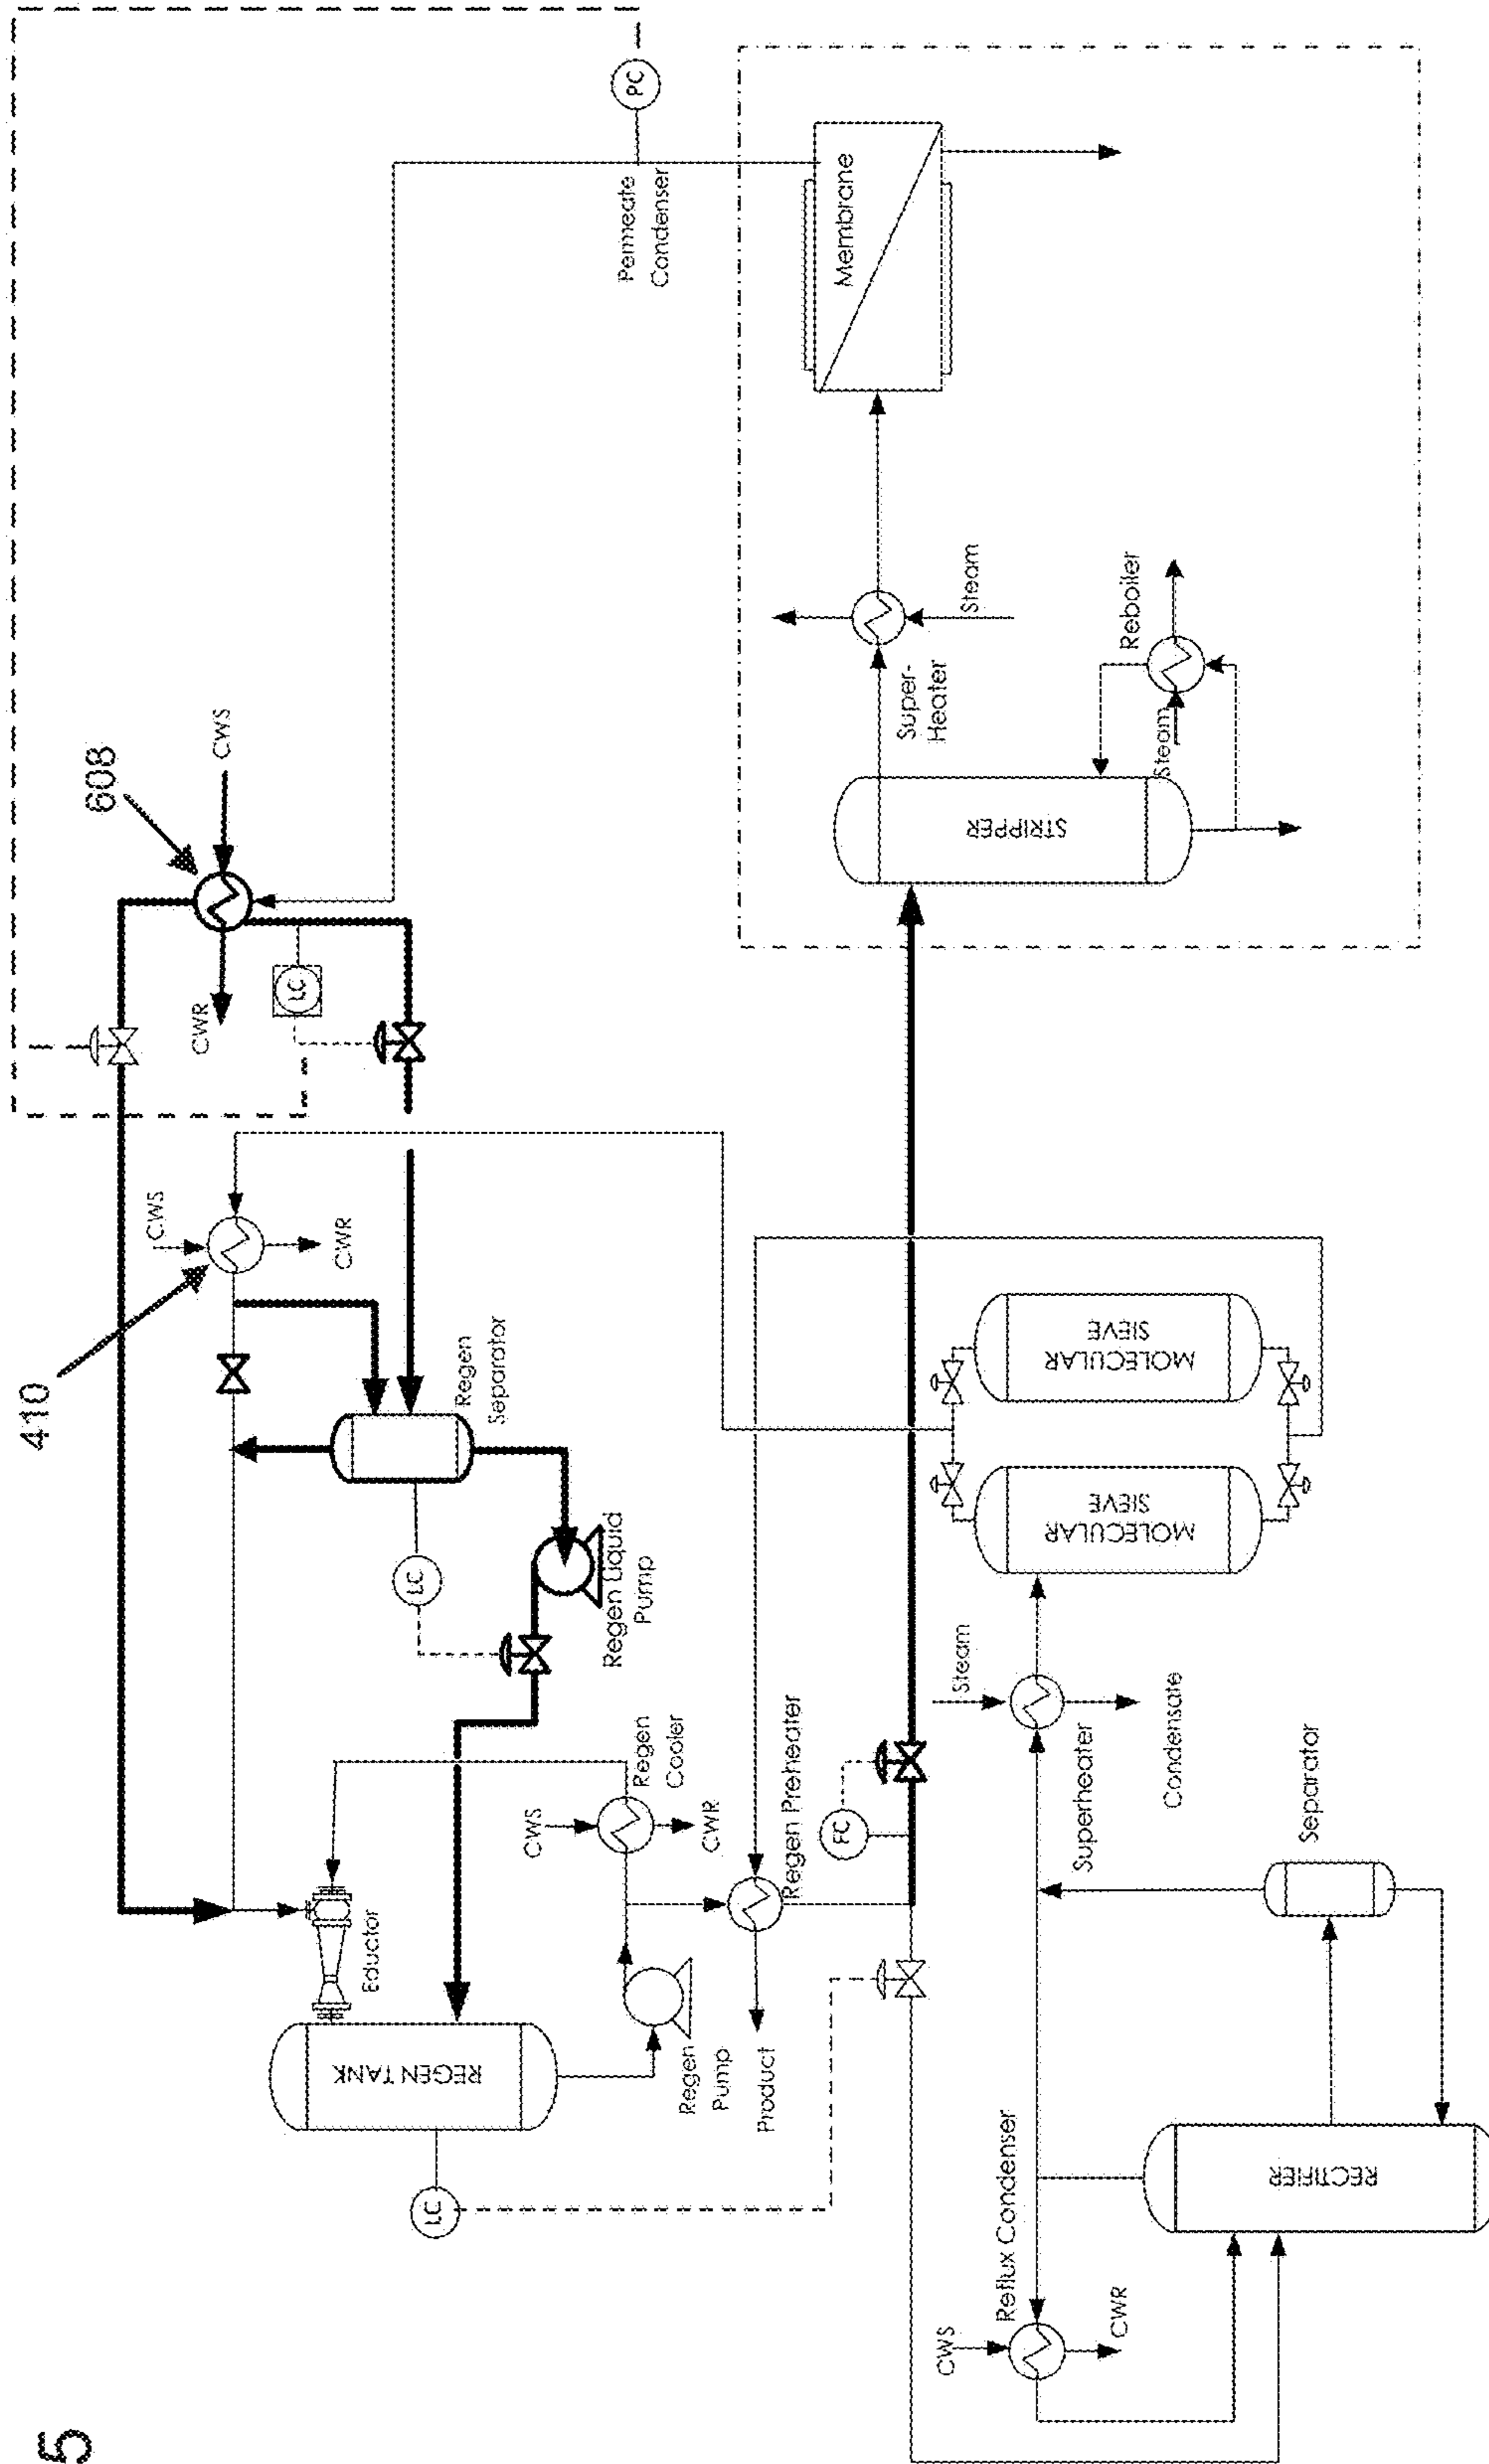 5
410
608
CWS
CWR
LC
CWS
CWR
PC
Permeate
Condenser
Regen
Separator
LC
Regen Liquid
Pump
Eductor
REGEN TANK
LC
CWS
Regen
Cooler
CWR
Regen
Pump
Product
Regen Preheater
FC
Membrane
Super-
Heater
Steam
STRIPPER
Reboiler
Steam
MOLECULAR
SIEVE
MOLECULAR
SIEVE
Steam
Superheater
Condensate
Separator
CWS
Reflux Condenser
CWR
RECTIFIER